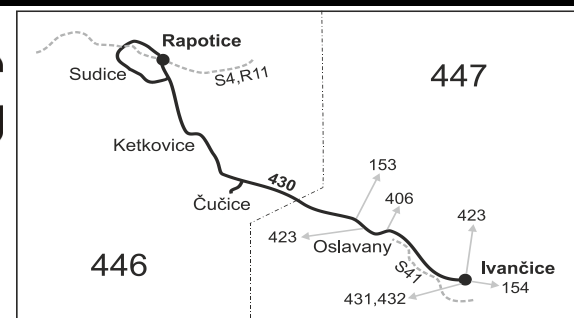 Rapotice
Sudice
S4,R11
447
Ketkovice
153
430
406
Čučice
423
423
Oslavany
S41
446
Ivančice
431,432
154